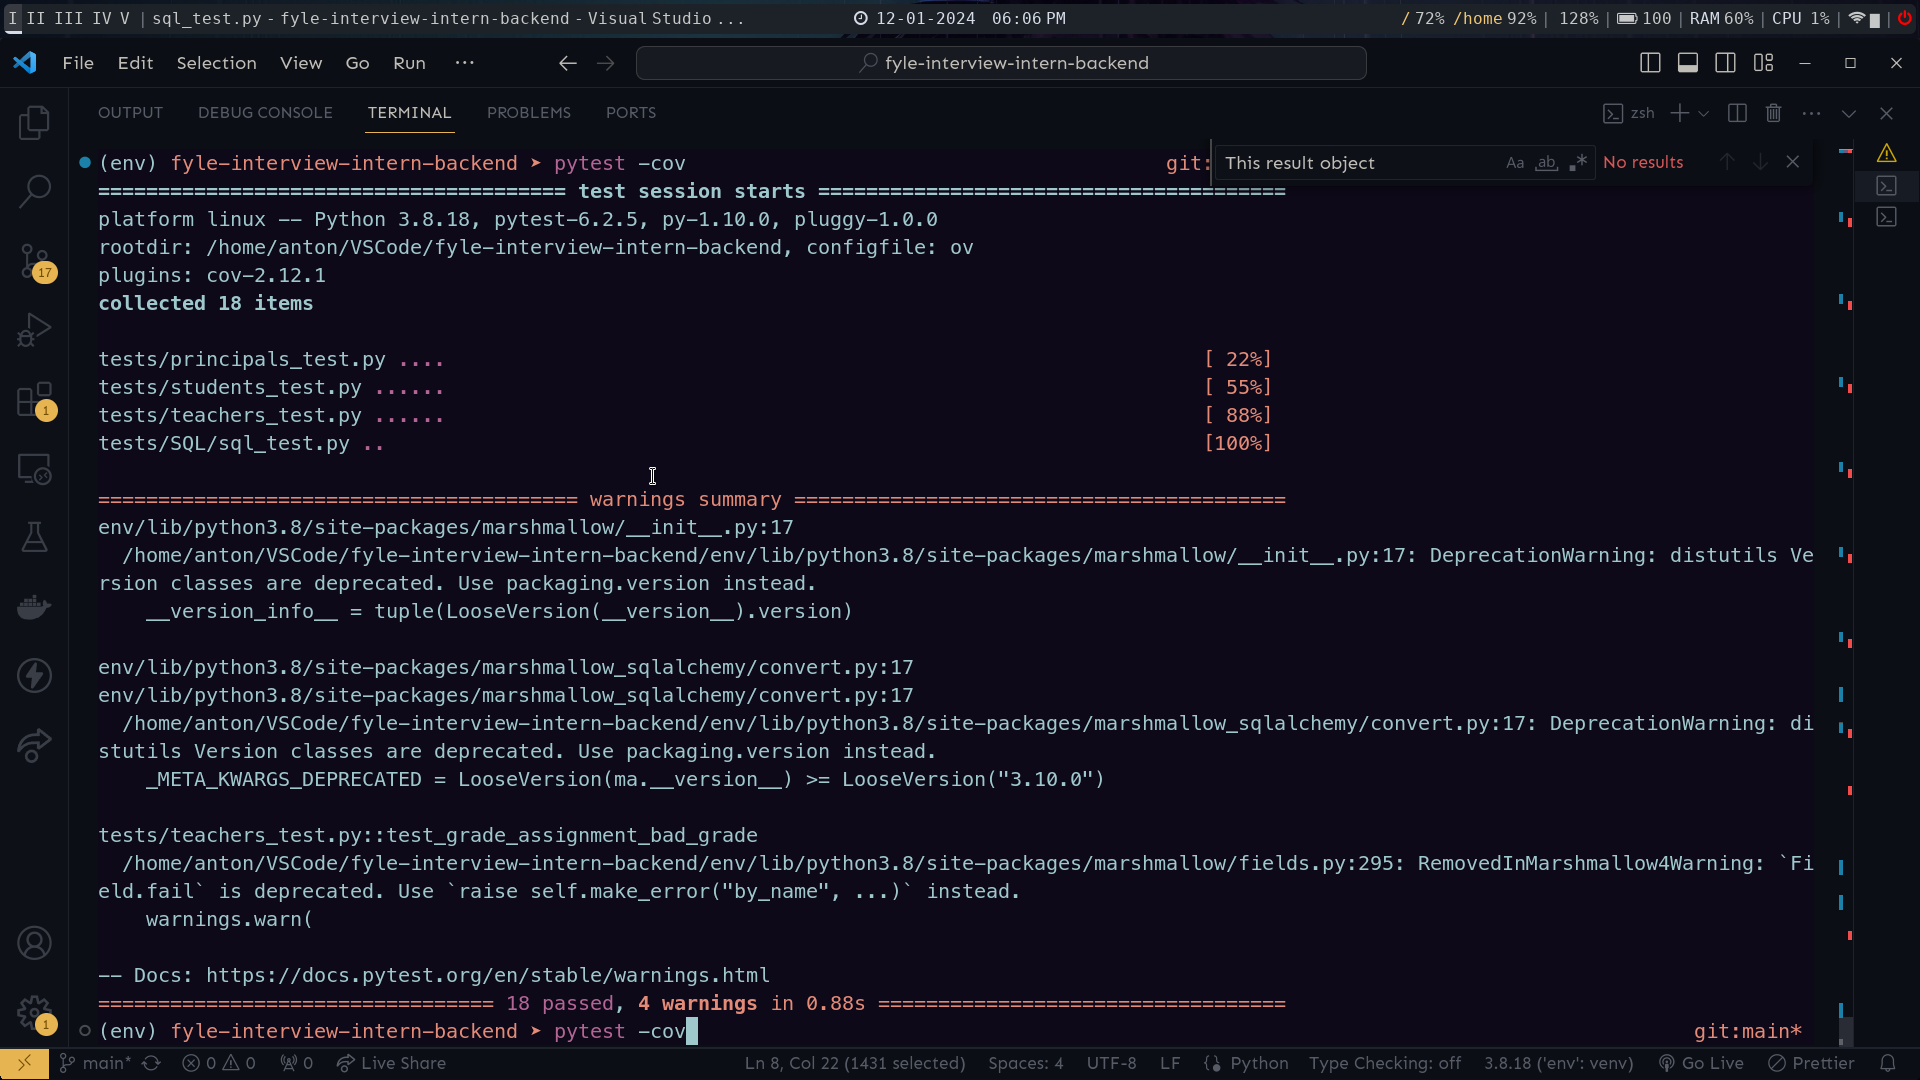 I II III IV V | sql_test.py - fyle-interview-intern-backend - Visual Studio ...
12-01-2024 06:06 PM
/ 72% /home 92% | 128% | 100 | RAM 60% | CPU 1% |
File Edit Selection View Go Run ...
fyle-interview-intern-backend
OUTPUT DEBUG CONSOLE TERMINAL PROBLEMS PORTS
zsh
(env) fyle-interview-intern-backend ➤ pytest -cov git:
This result object Aa ab No results
====================================== test session starts =======================================
platform linux -- Python 3.8.18, pytest-6.2.5, py-1.10.0, pluggy-1.0.0
rootdir: /home/anton/VSCode/fyle-interview-intern-backend, configfile: ov
plugins: cov-2.12.1
collected 18 items
tests/principals_test.py .... [ 22%]
tests/students_test.py ...... [ 55%]
tests/teachers_test.py ...... [ 88%]
tests/SQL/sql_test.py .. [100%]
======================================== warnings summary =========================================
env/lib/python3.8/site-packages/marshmallow/__init__.py:17
/home/anton/VSCode/fyle-interview-intern-backend/env/lib/python3.8/site-packages/marshmallow/__init__.py:17: DeprecationWarning: distutils Ve
rsion classes are deprecated. Use packaging.version instead.
__version_info__ = tuple(LooseVersion(__version__).version)
env/lib/python3.8/site-packages/marshmallow_sqlalchemy/convert.py:17
env/lib/python3.8/site-packages/marshmallow_sqlalchemy/convert.py:17
/home/anton/VSCode/fyle-interview-intern-backend/env/lib/python3.8/site-packages/marshmallow_sqlalchemy/convert.py:17: DeprecationWarning: di
stutils Version classes are deprecated. Use packaging.version instead.
_META_KWARGS_DEPRECATED = LooseVersion(ma.__version__) >= LooseVersion("3.10.0")
tests/teachers_test.py::test_grade_assignment_bad_grade
/home/anton/VSCode/fyle-interview-intern-backend/env/lib/python3.8/site-packages/marshmallow/fields.py:295: RemovedInMarshmallow4Warning: `Fi
eld.fail` is deprecated. Use `raise self.make_error("by_name", ...)` instead.
warnings.warn(
-- Docs: https://docs.pytest.org/en/stable/warnings.html
================================= 18 passed, 4 warnings in 0.88s ==================================
(env) fyle-interview-intern-backend ➤ pytest -cov git:main*
17
1
1
main* 0 0 0 Live Share Ln 8, Col 22 (1431 selected) Spaces: 4 UTF-8 LF Python Type Checking: off 3.8.18 ('env': venv) Go Live Prettier